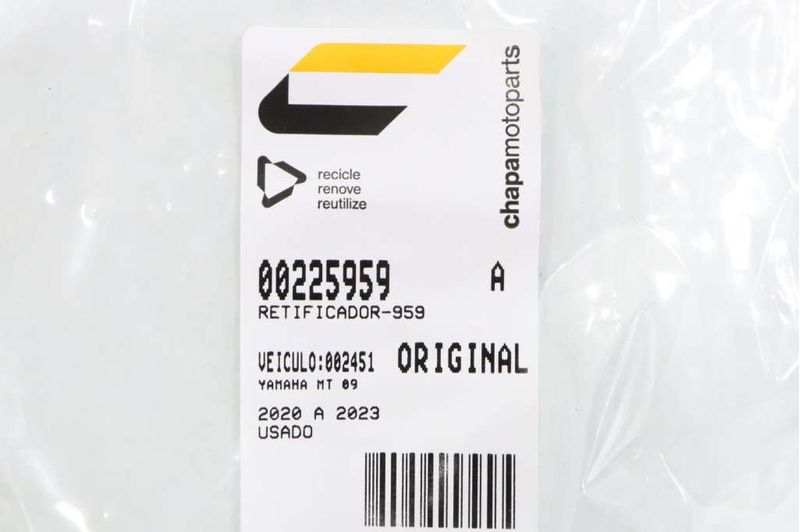 chapamotoparts
recicle
renove
reutilize
00225959 A
RETIFICADOR-959
VEICULO:002451 ORIGINAL
YAMAHA MT 09
2020 A 2023
USADO